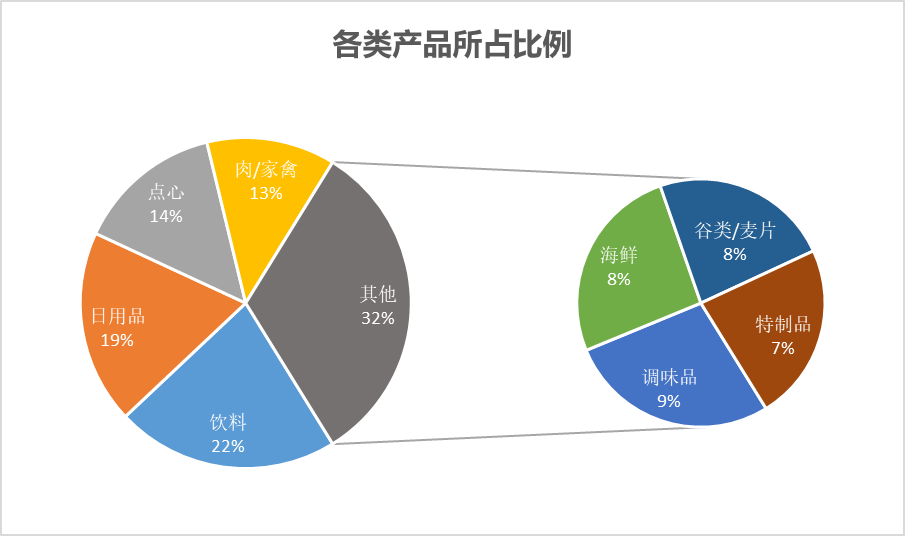 各类产品所占比例
肉/家禽
13%
点心
14%
其他
32%
日用品
19%
饮料
22%
谷类/麦片
8%
海鲜
8%
特制品
7%
调味品
9%